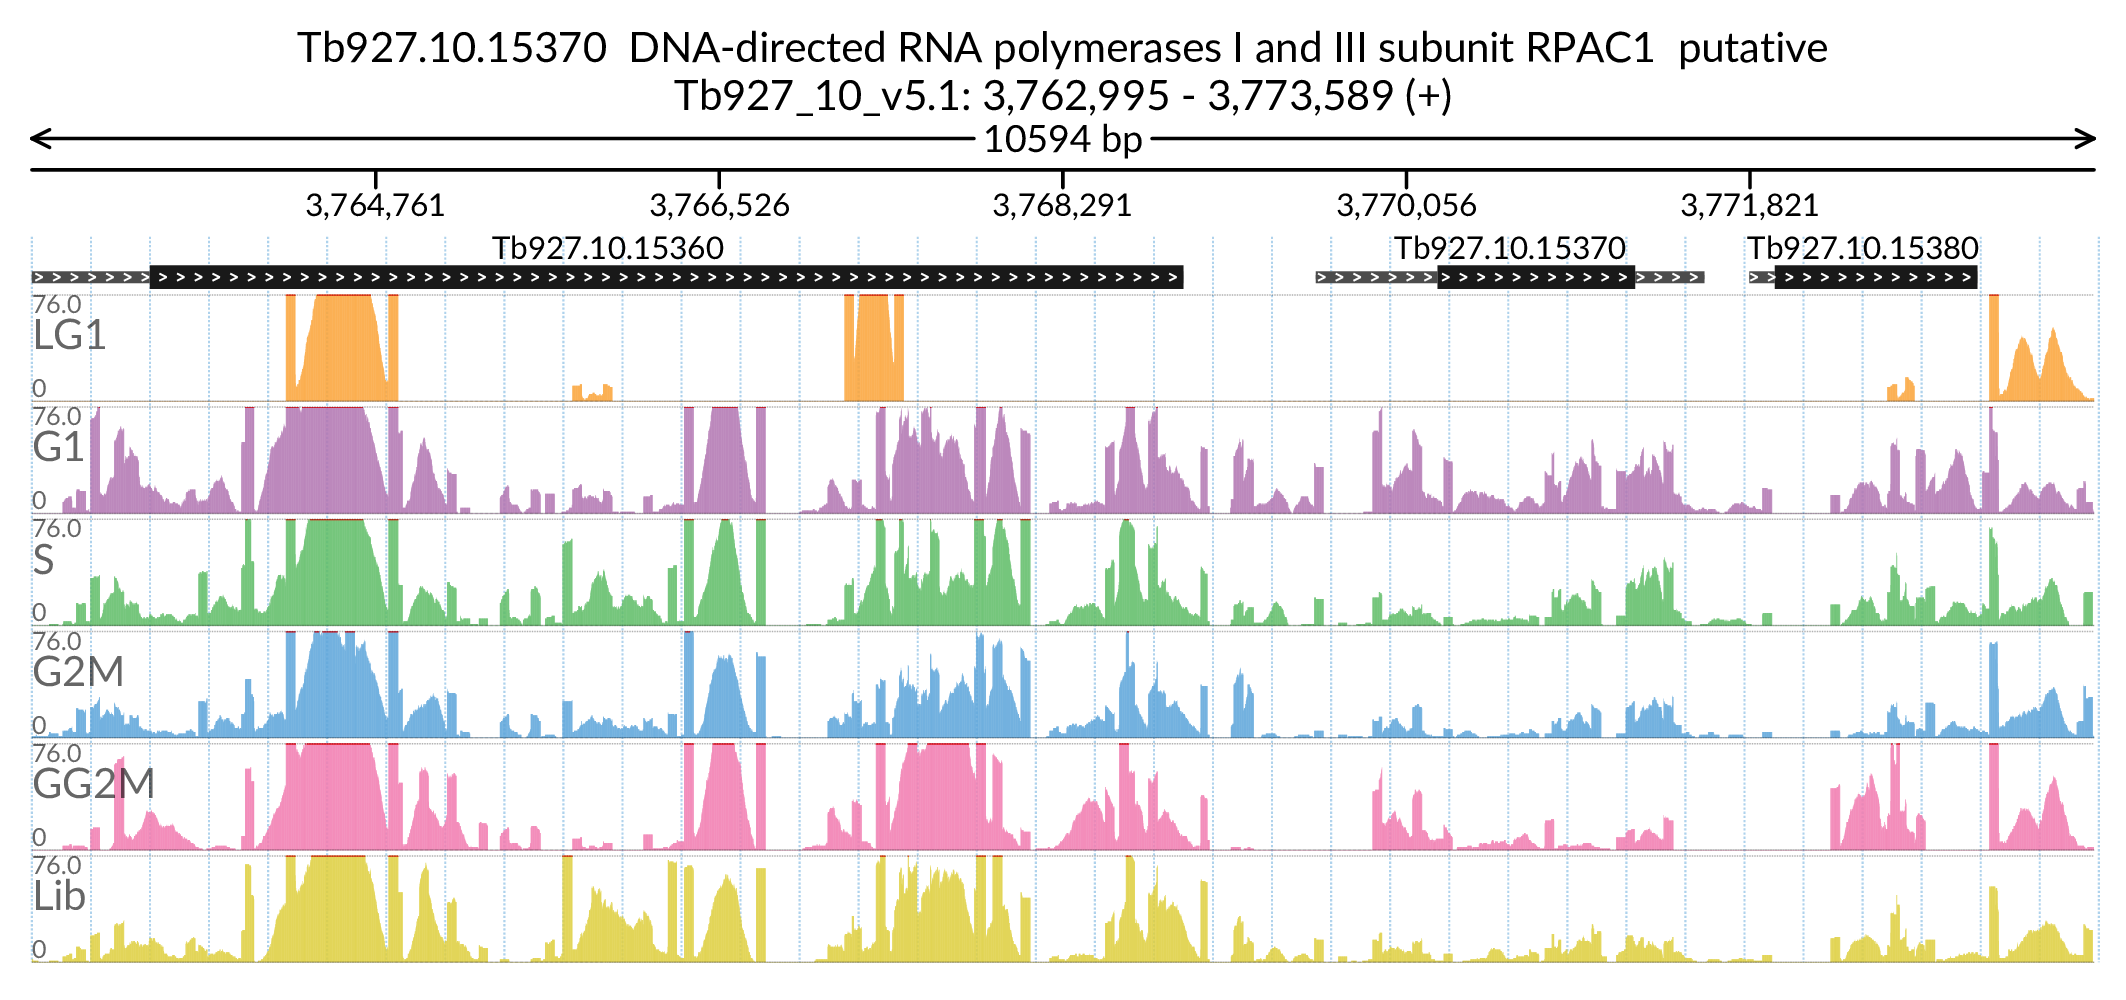 Tb927.10.15370  DNA-directed RNA polymerases I and III subunit RPAC1  putative
Tb927_10_v5.1: 3,762,995 - 3,773,589 (+)
10594 bp
3,764,761 3,766,526 3,768,291 3,770,056 3,771,821
Tb927.10.15360 Tb927.10.15370 Tb927.10.15380
76.0
LG1
0
76.0
G1
0
76.0
S
0
76.0
G2M
0
76.0
GG2M
0
76.0
Lib
0